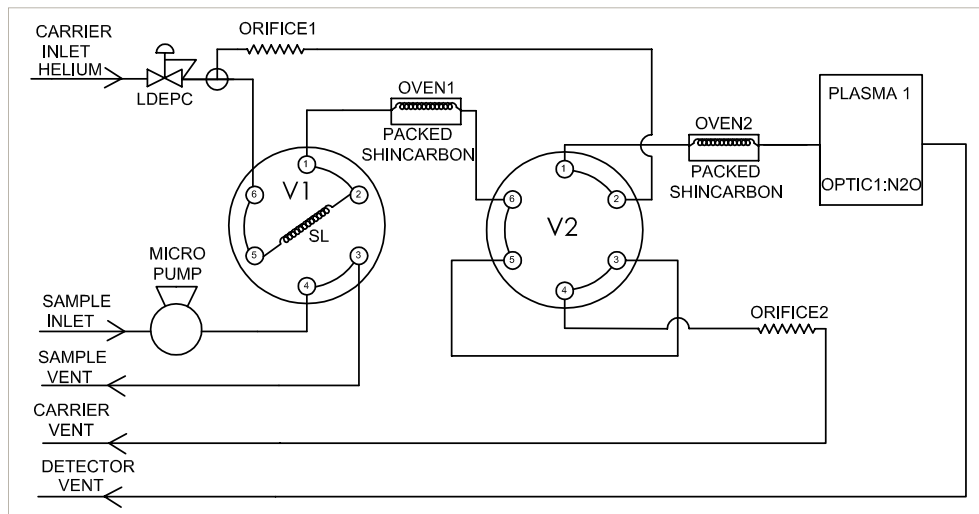 CARRIER
INLET
HELIUM
LDEPC
ORIFICE1
OVEN1
PACKED
SHINCARBON
OVEN2
PACKED
SHINCARBON
PLASMA 1
OPTIC1:N2O
V1
1
2
3
4
5
6
SL
V2
1
2
3
4
5
6
MICRO
PUMP
SAMPLE
INLET
ORIFICE2
SAMPLE
VENT
CARRIER
VENT
DETECTOR
VENT